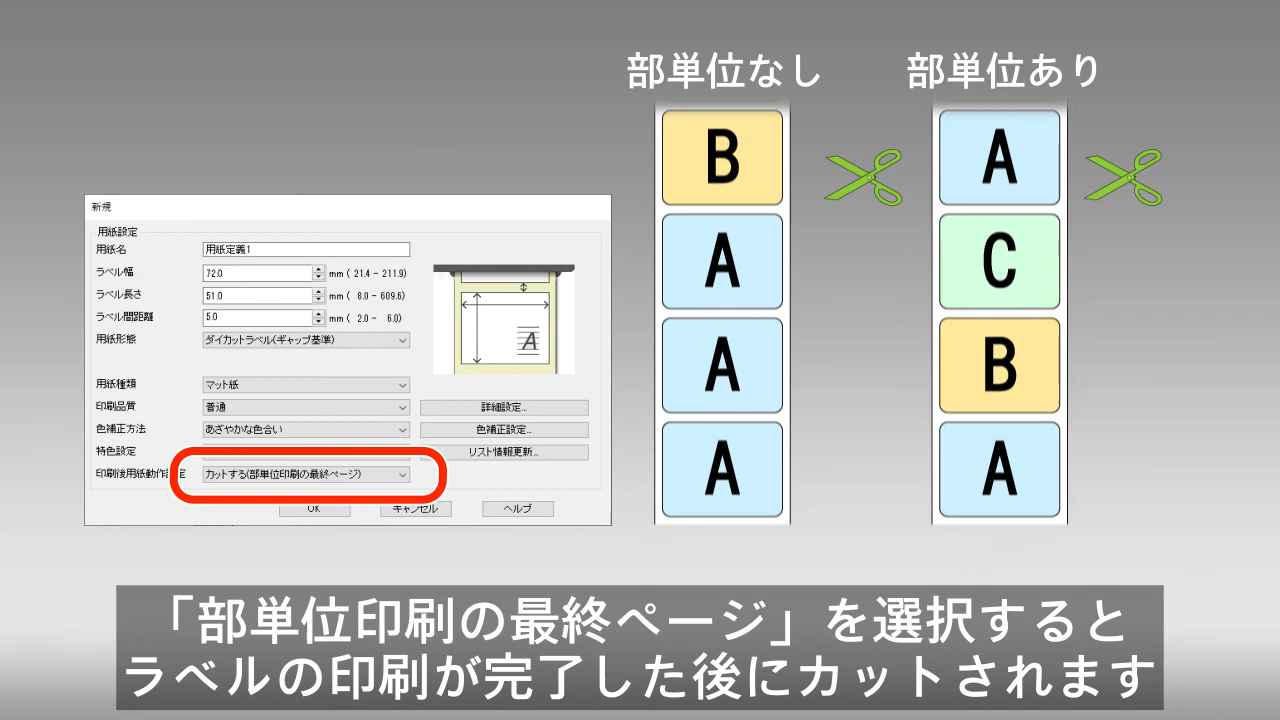 部単位なし
部単位あり
B
A
A
A
A
C
B
A
新規
用紙設定
用紙名 用紙定義1
ラベル幅 72.0 mm ( 21.4 - 211.9)
ラベル長さ 51.0 mm ( 8.0 - 609.6)
ラベル間距離 5.0 mm ( 2.0 - 6.0)
用紙形態 ダイカットラベル(ギャップ基準)
A
用紙種類 マット紙
印刷品質 普通 詳細設定...
色補正方法 あざやかな色合い 色補正設定...
特色設定 リスト情報更新...
印刷後用紙動作 定 カットする(部単位印刷の最終ページ)
OK キャンセル ヘルプ
「部単位印刷の最終ページ」を選択すると
ラベルの印刷が完了した後にカットされます